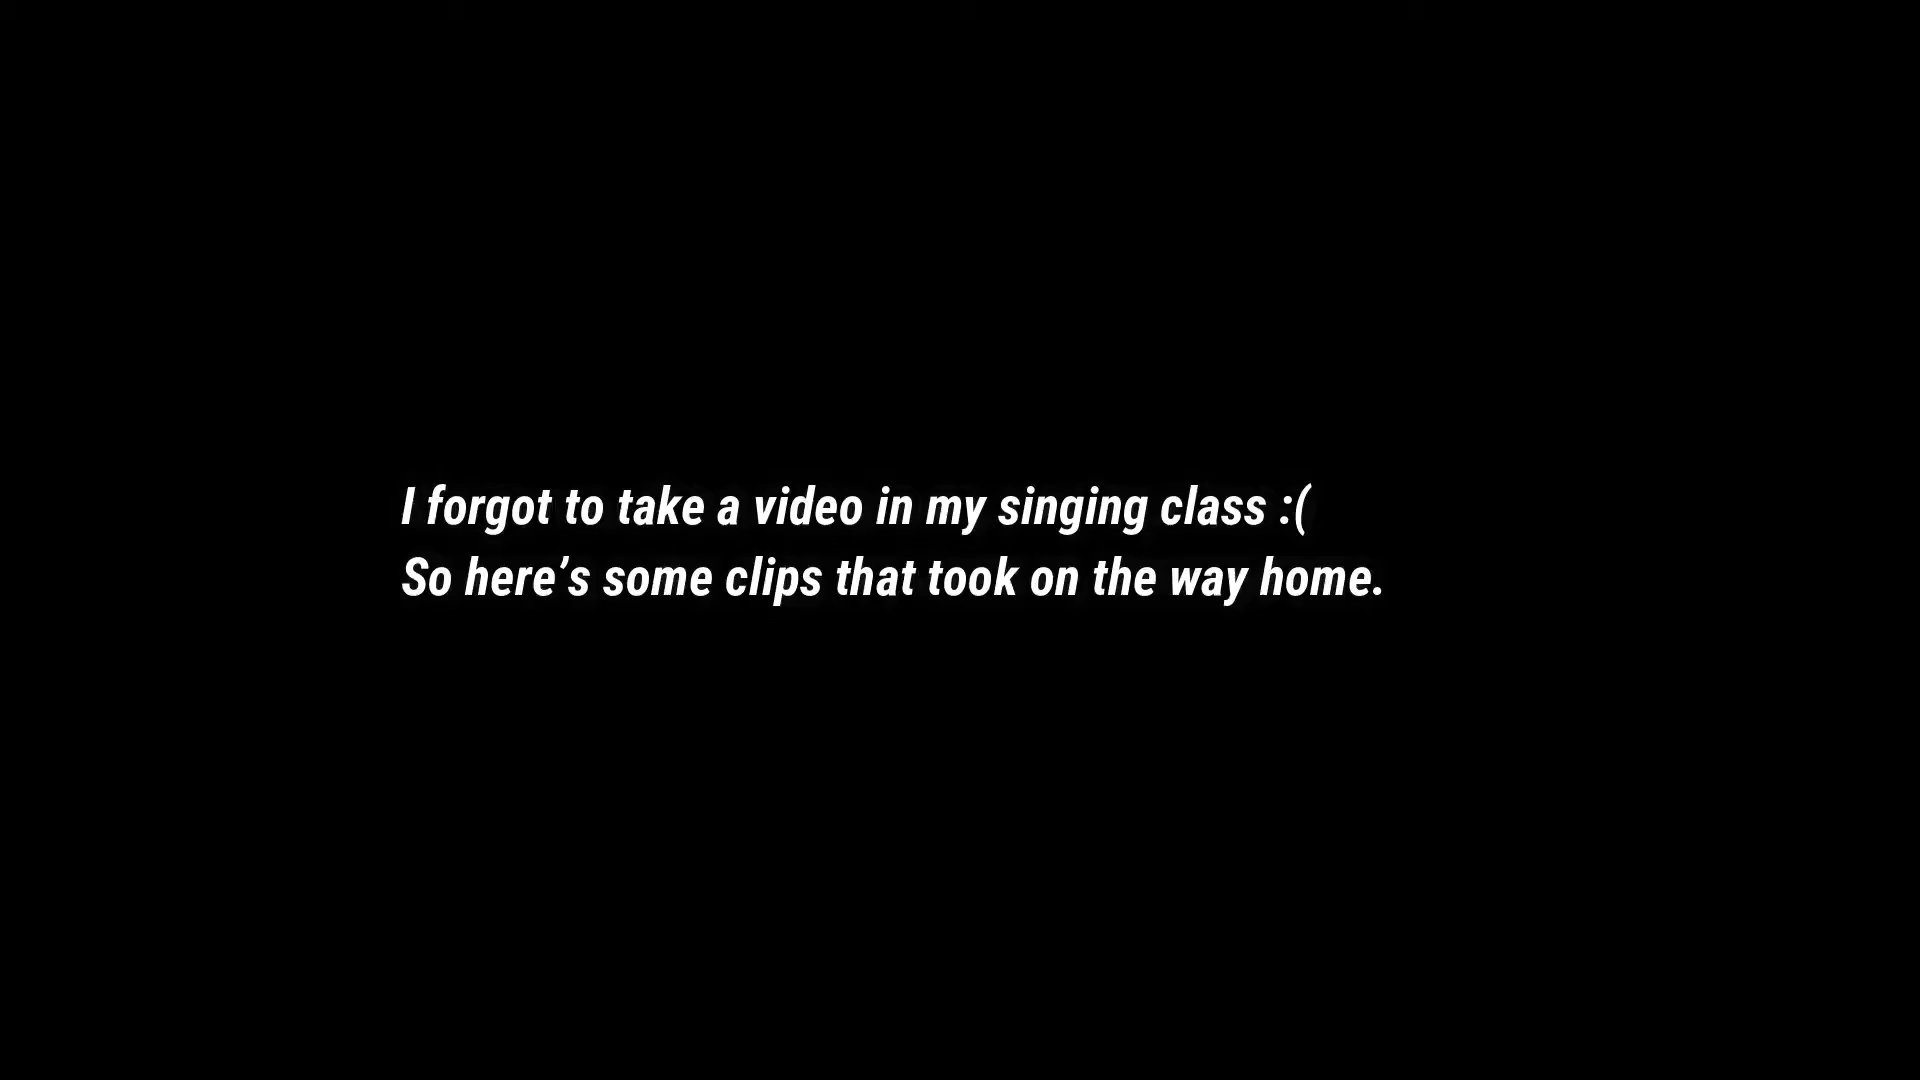 I forgot to take a video in my singing class :(
So here’s some clips that took on the way home.